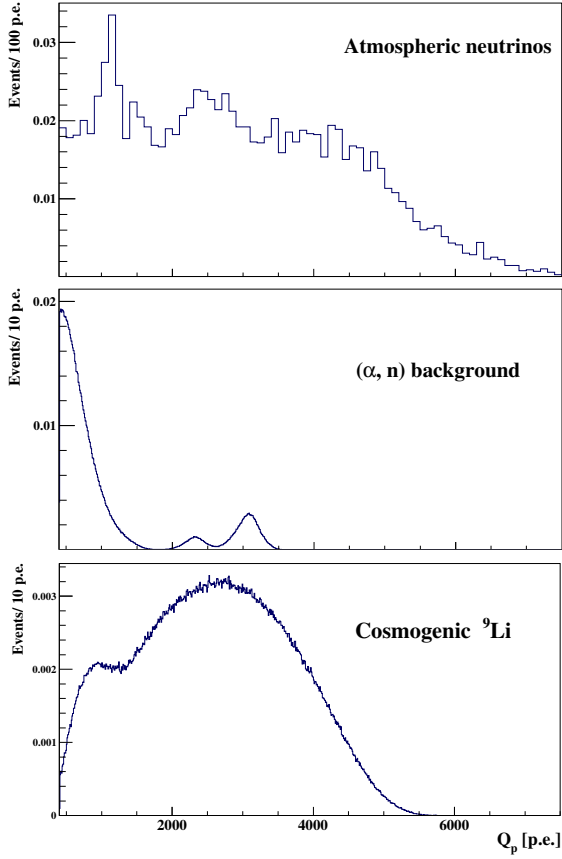 Events/ 100 p.e.
Atmospheric neutrinos
0.03
0.02
0.01
Events/ 10 p.e.
0.02
(α, n) background
0.01
Events/ 10 p.e.
0.003
Cosmogenic ⁹Li
0.002
0.001
0
2000
4000
6000
Qₚ [p.e.]